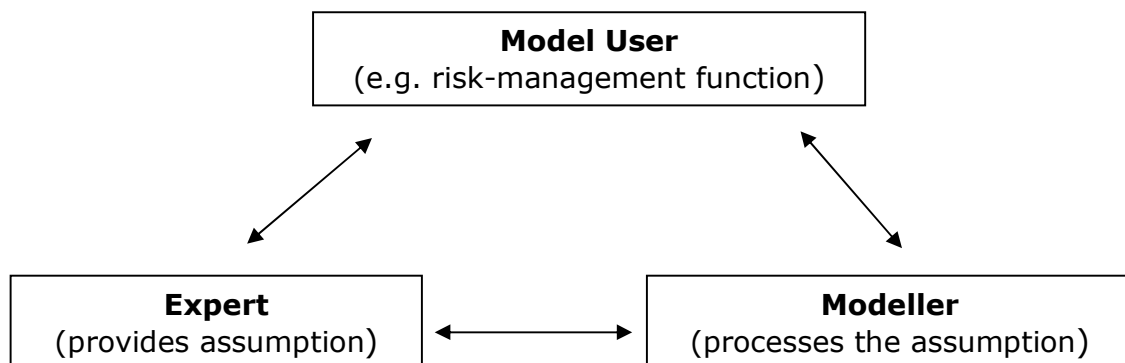 Model User
(e.g. risk-management function)
Expert
(provides assumption)
Modeller
(processes the assumption)